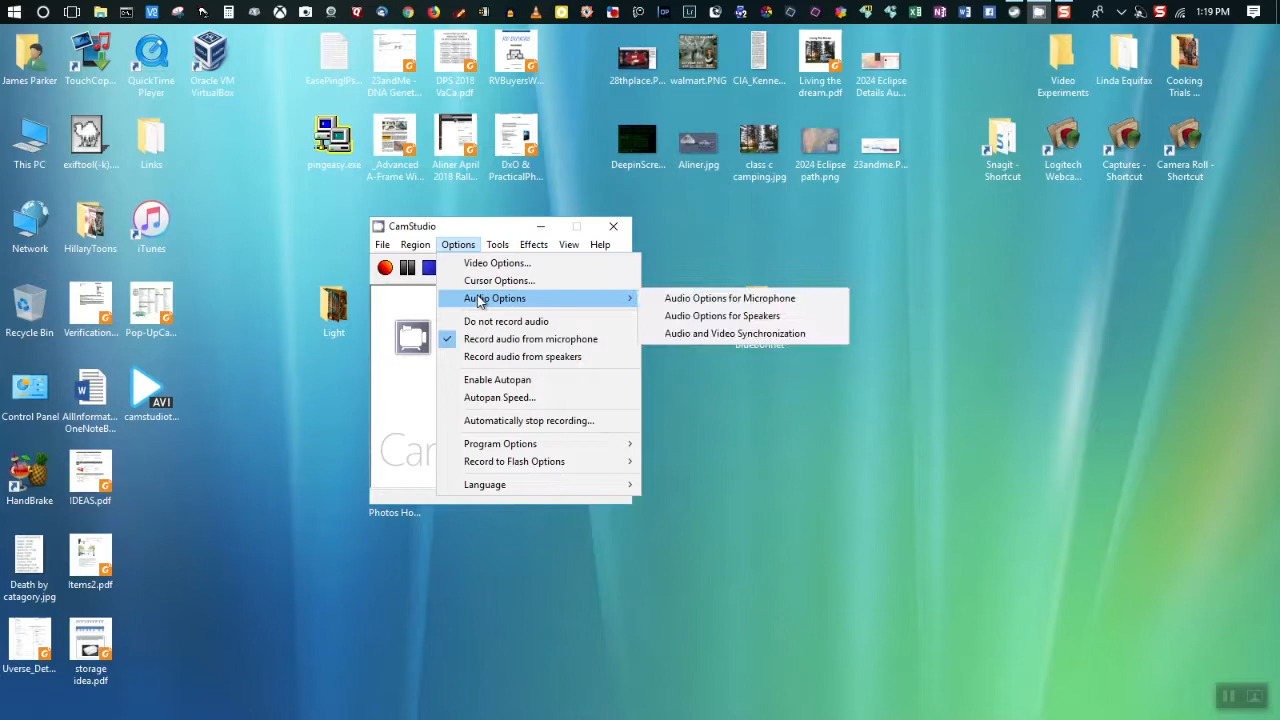 1:19 PM
James Parker
TouchCop...
QuickTime
Player
Oracle VM
VirtualBox
EasePingIPs...
23andMe -
DNA Genet...
DPS 2018
VaCa.pdf
RVBuyersW...
28thplace.P...
walmart.PNG
CIA_Kenne...
Living the
dream.pdf
2024 Eclipse
Details Au...
Video
Experiments
Linda Equifax
Cooking
Trials ...
This PC
exiftool(-k)....
Links
pingeasy.exe
_Advanced
A-Frame Wi...
Aliner April
2018 Rall...
DxO &
PracticalPh...
DeepinScre...
Aliner.jpg
class c
camping.jpg
2024 Eclipse
path.png
23andme.P...
Snagit -
Shortcut
Logitech
Webca...
Captures -
Shortcut
Camera Roll -
Shortcut
Network
HillaryToons
iTunes
CamStudio
File Region Options Tools Effects View Help
Video Options...
Cursor Options...
Audio Options
Do not record audio
Record audio from microphone
Record audio from speakers
Enable Autopan
Autopan Speed...
Automatically stop recording...
Program Options
Record to Flash Options
Language
Audio Options for Microphone
Audio Options for Speakers
Audio and Video Synchronization
Bluebonnet
Cam
Photos Ho...
Recycle Bin
Verification...
Pop-UpCa...
Light
Control Panel
AllInformat...
OneNoteB...
AVI
camstudiot...
HandBrake
IDEAS.pdf
Death by
catagory.jpg
Items2.pdf
Uverse_Det...
storage
idea.pdf